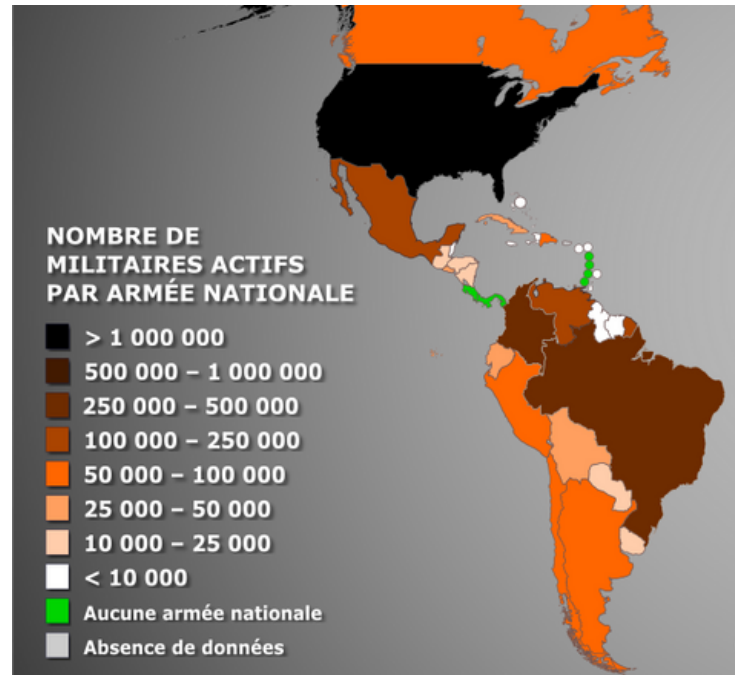 NOMBRE DE
MILITAIRES ACTIFS
PAR ARMÉE NATIONALE
> 1 000 000
500 000 – 1 000 000
250 000 – 500 000
100 000 – 250 000
50 000 – 100 000
25 000 – 50 000
10 000 – 25 000
< 10 000
Aucune armée nationale
Absence de données